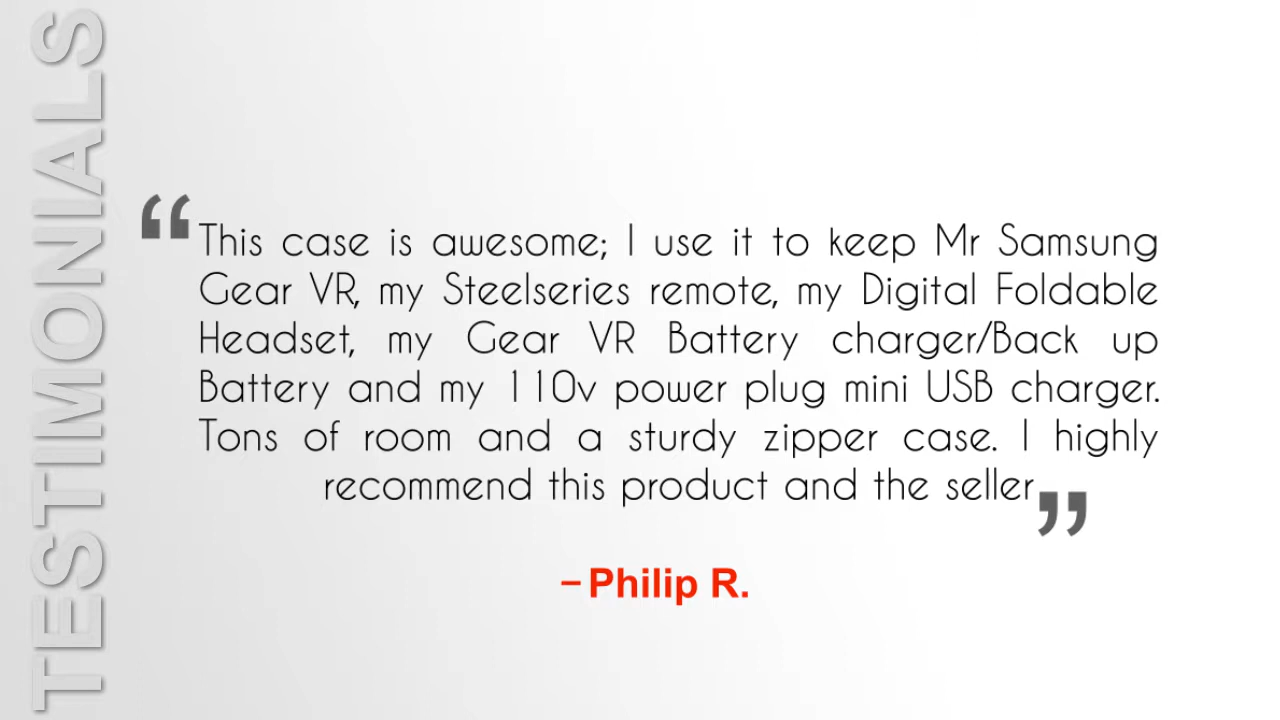 TESTIMONIALS
“This case is awesome; I use it to keep Mr Samsung
Gear VR, my Steelseries remote, my Digital Foldable
Headset, my Gear VR Battery charger/Back up
Battery and my 110v power plug mini USB charger.
Tons of room and a sturdy zipper case. I highly
recommend this product and the seller”
– Philip R.